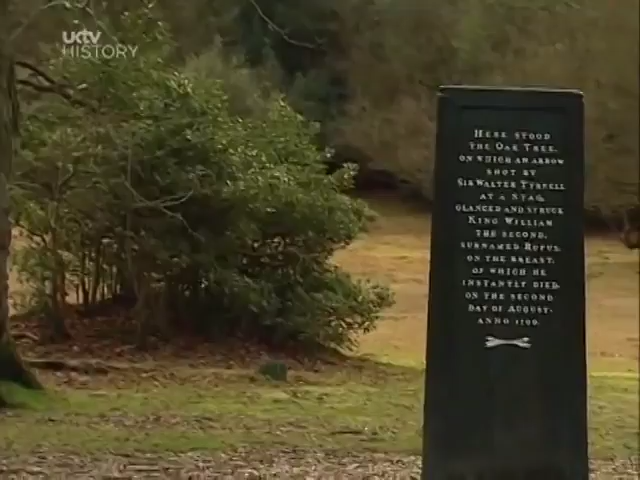 uktv
HISTORY
HERE STOOD
THE OAK TREE,
ON WHICH AN ARROW
SHOT BY
SIR WALTER TYRRELL
AT A STAG,
GLANCED AND STRUCK
KING WILLIAM
THE SECOND,
SURNAMED RUFUS,
ON THE BREAST,
OF WHICH HE
INSTANTLY DIED,
ON THE SECOND
DAY OF AUGUST,
ANNO 1100.